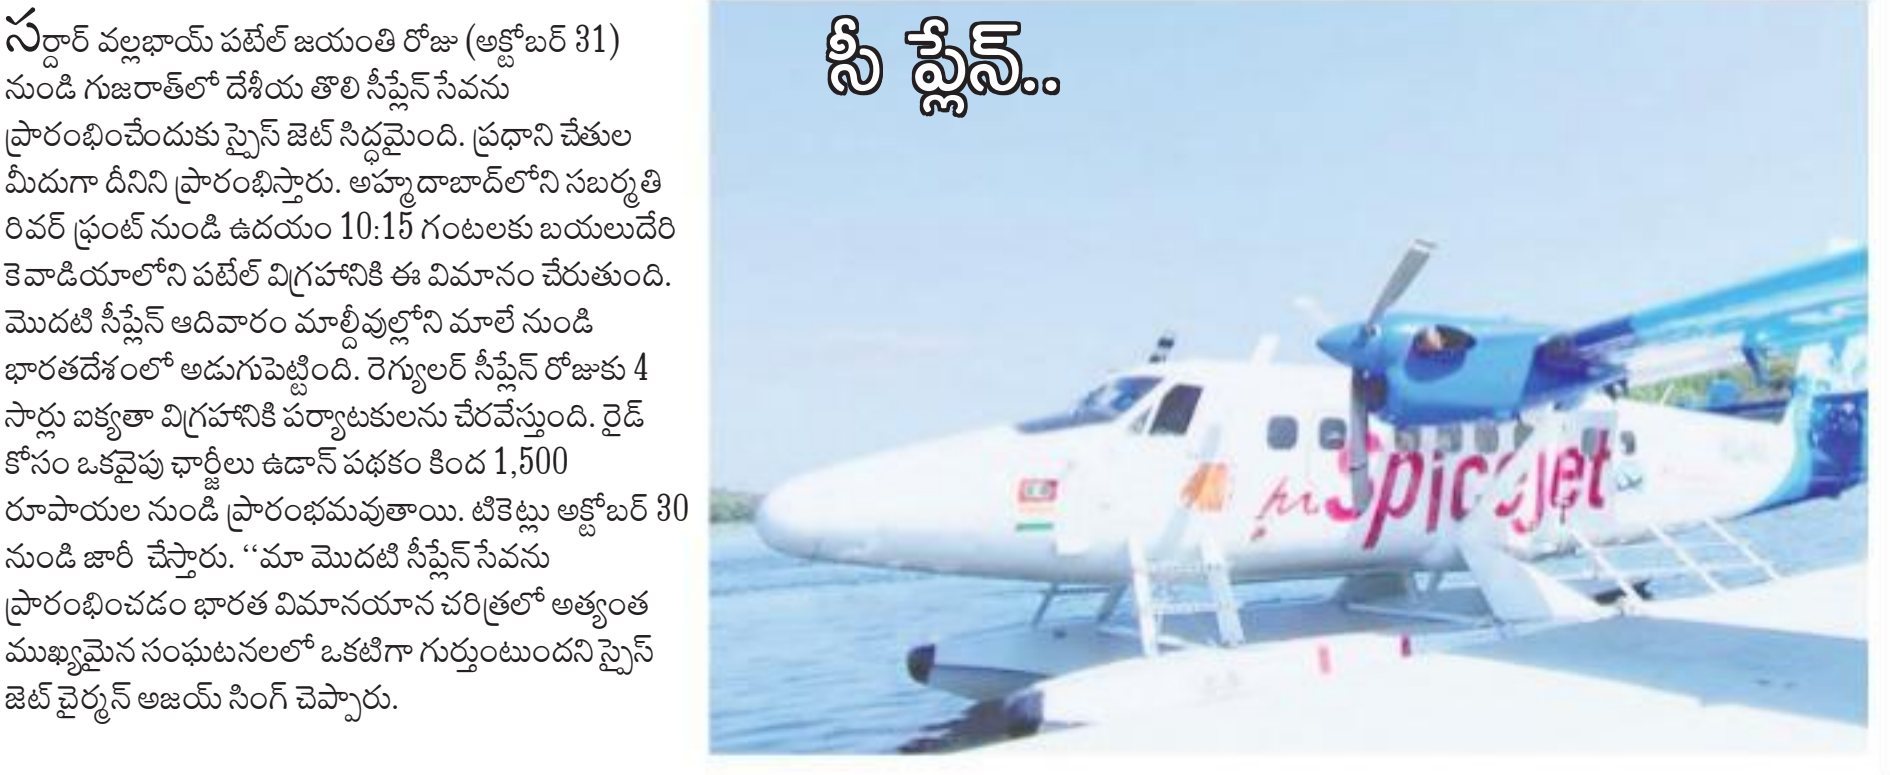 సర్దార్ వల్లభాయ్ పటేల్ జయంతి రోజు (అక్టోబర్ 31)
నుండి గుజరాత్‌లో దేశీయ తొలి సీప్లేన్ సేవను
ప్రారంభించేందుకు స్పైస్ జెట్ సిద్ధమైంది. ప్రధాని చేతుల
మీదుగా దీనిని ప్రారంభిస్తారు. అహ్మదాబాద్‌లోని సబర్మతి
రివర్ ఫ్రంట్ నుండి ఉదయం 10:15 గంటలకు బయలుదేరి
కెవాడియాలోని పటేల్ విగ్రహానికి ఈ విమానం చేరుతుంది.
మొదటి సీప్లేన్ ఆదివారం మాల్దీవుల్లోని మాలే నుండి
భారతదేశంలో అడుగుపెట్టింది. రెగ్యులర్ సీప్లేన్ రోజుకు 4
సార్లు ఐక్యతా విగ్రహానికి పర్యాటకులను చేరవేస్తుంది. రైడ్
కోసం ఒకవైపు ఛార్జీలు ఉడాన్ పథకం కింద 1,500
రూపాయల నుండి ప్రారంభమవుతాయి. టికెట్లు అక్టోబర్ 30
నుండి జారీ చేస్తారు. ‘‘మా మొదటి సీప్లేన్ సేవను
ప్రారంభించడం భారత విమానయాన చరిత్రలో అత్యంత
ముఖ్యమైన సంఘటనలలో ఒకటిగా గుర్తుంటుందని స్పైస్
జెట్ చైర్మన్ అజయ్ సింగ్ చెప్పారు.
సీ ప్లేన్..
SpiceJet